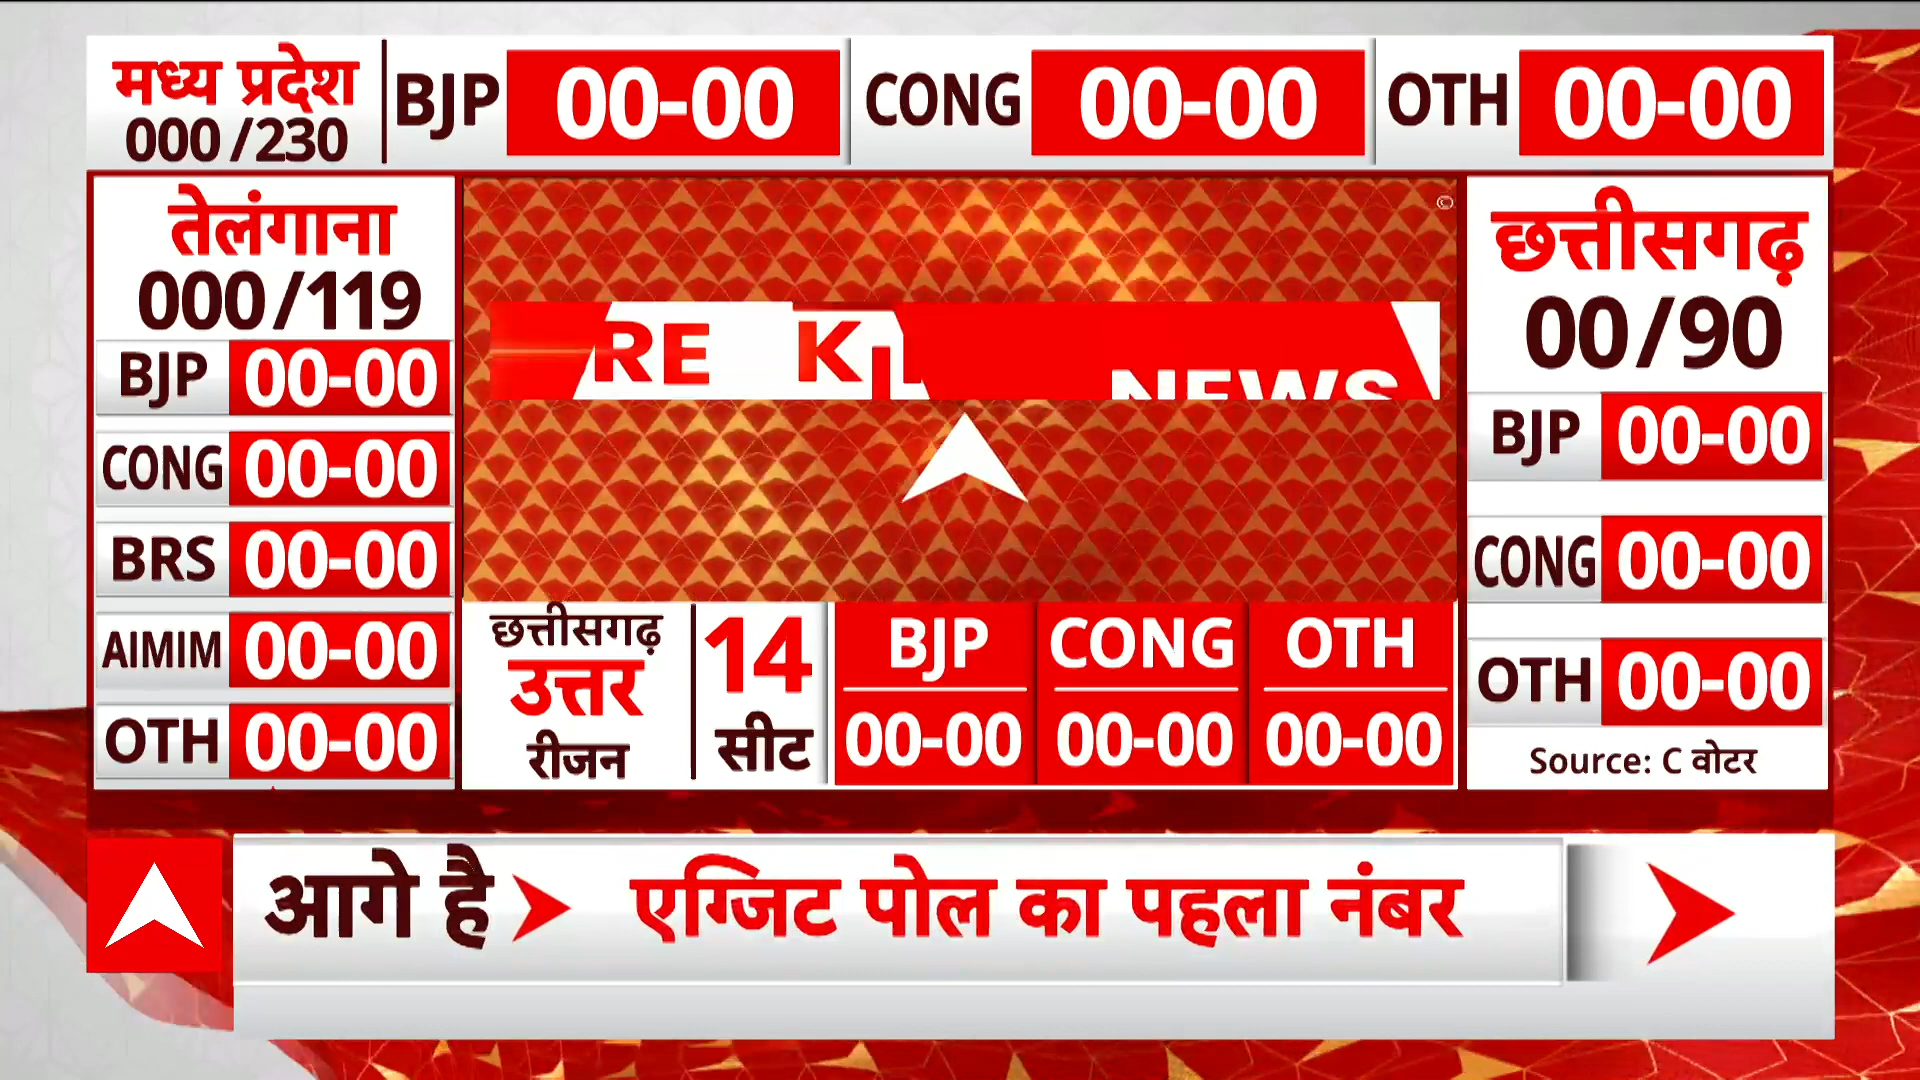 मध्य प्रदेश
000/230
BJP 00-00
CONG 00-00
OTH 00-00
तेलंगाना
000/119
BJP 00-00
CONG 00-00
BRS 00-00
AIMIM 00-00
OTH 00-00
©
NEWS
छत्तीसगढ़
उत्तर
रीजन
14
सीट
BJP CONG OTH
00-00 00-00 00-00
छत्तीसगढ़
00/90
BJP 00-00
CONG 00-00
OTH 00-00
Source: C वोटर
आगे है एग्जिट पोल का पहला नंबर